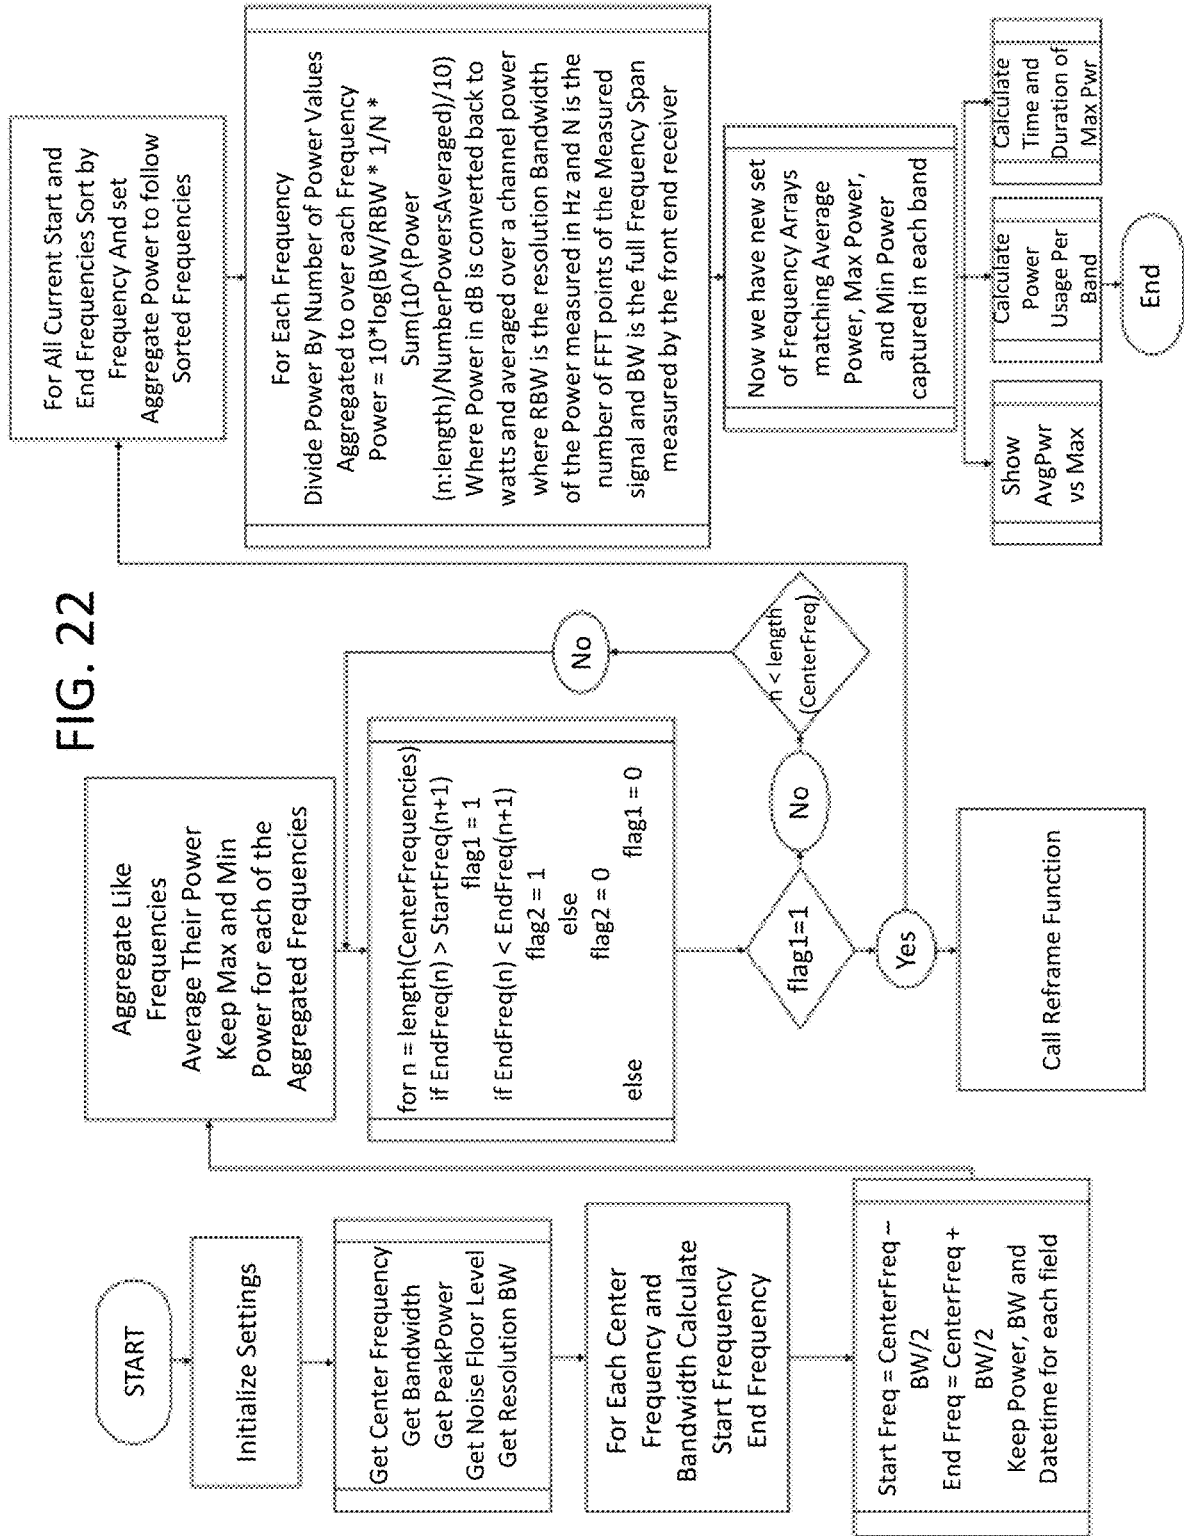 FIG. 22
START
Initialize Settings
Get Center Frequency
Get Bandwidth
Get PeakPower
Get Noise Floor Level
Get Resolution BW
For Each Center
Frequency and
Bandwidth Calculate
Start Frequency
End Frequency
Start Freq = CenterFreq –
BW/2
End Freq = CenterFreq +
BW/2
Keep Power, BW and
Datetime for each field
Aggregate Like
Frequencies
Average Their Power
Keep Max and Min
Power for each of the
Aggregated Frequencies
for n = length(CenterFrequencies)
if EndFreq(n) > StartFreq(n+1)
flag1 = 1
if EndFreq(n) < EndFreq(n+1)
flag2 = 1
else
flag2 = 0
else flag1 = 0
flag1=1
No
n < length
(CenterFreq)
No
Yes
Call Reframe Function
For All Current Start and
End Frequencies Sort by
Frequency And set
Aggregate Power to follow
Sorted Frequencies
For Each Frequency
Divide Power By Number of Power Values
Aggregated to over each Frequency
Power = 10*log(BW/RBW * 1/N *
Sum(10^(Power
(n:length)/NumberPowersAveraged)/10)
Where Power in dB is converted back to
watts and averaged over a channel power
where RBW is the resolution Bandwidth
of the Power measured in Hz and N is the
number of FFT points of the Measured
signal and BW is the full Frequency Span
measured by the front end receiver
Now we have new set
of Frequency Arrays
matching Average
Power, Max Power,
and Min Power
captured in each band
Show
AvgPwr
vs Max
Calculate
Power
Usage Per
Band
Calculate
Time and
Duration of
Max Pwr
End